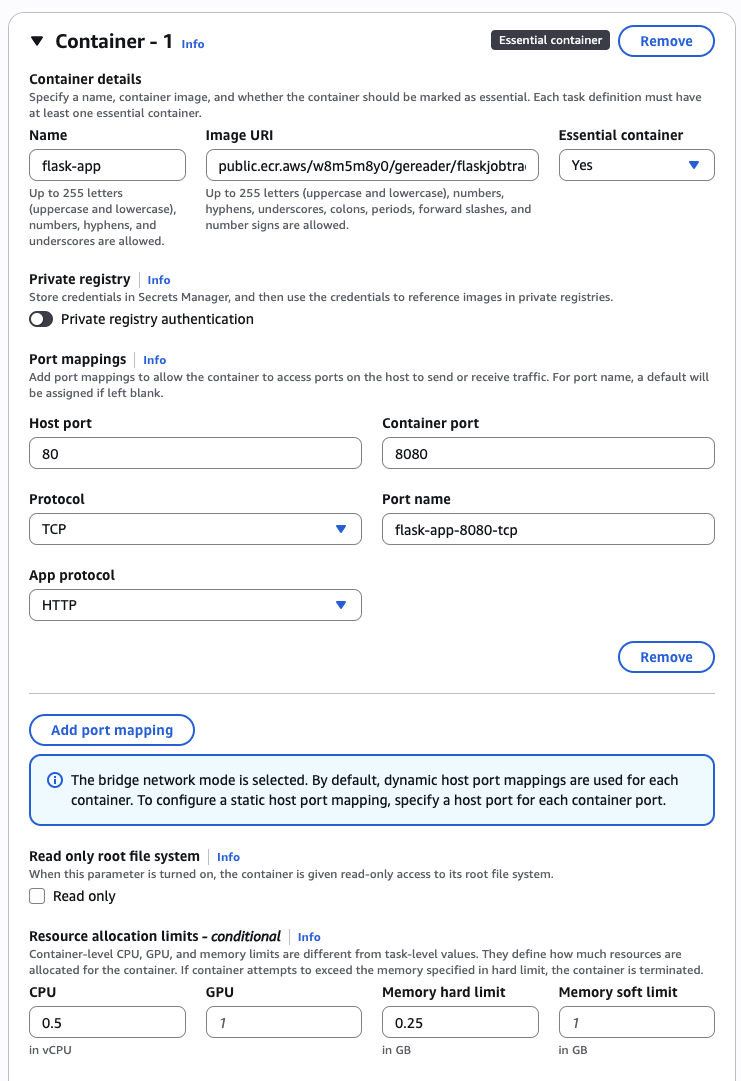 Container - 1 Info Essential container Remove
Container details
Specify a name, container image, and whether the container should be marked as essential. Each task definition must have
at least one essential container.
Name Image URI Essential container
flask-app public.ecr.aws/w8m5m8y0/gereader/flaskjobtra Yes
Up to 255 letters
(uppercase and lowercase),
numbers, hyphens, and
underscores are allowed.
Up to 255 letters (uppercase and lowercase), numbers,
hyphens, underscores, colons, periods, forward slashes, and
number signs are allowed.
Private registry Info
Store credentials in Secrets Manager, and then use the credentials to reference images in private registries.
Private registry authentication
Port mappings Info
Add port mappings to allow the container to access ports on the host to send or receive traffic. For port name, a default will
be assigned if left blank.
Host port Container port
80 8080
Protocol Port name
TCP flask-app-8080-tcp
App protocol
HTTP
Remove
Add port mapping
The bridge network mode is selected. By default, dynamic host port mappings are used for each
container. To configure a static host port mapping, specify a host port for each container port.
Read only root file system Info
When this parameter is turned on, the container is given read-only access to its root file system.
Read only
Resource allocation limits - conditional Info
Container-level CPU, GPU, and memory limits are different from task-level values. They define how much resources are
allocated for the container. If container attempts to exceed the memory specified in hard limit, the container is terminated.
CPU GPU Memory hard limit Memory soft limit
0.5 1 0.25 1
in vCPU in GB in GB